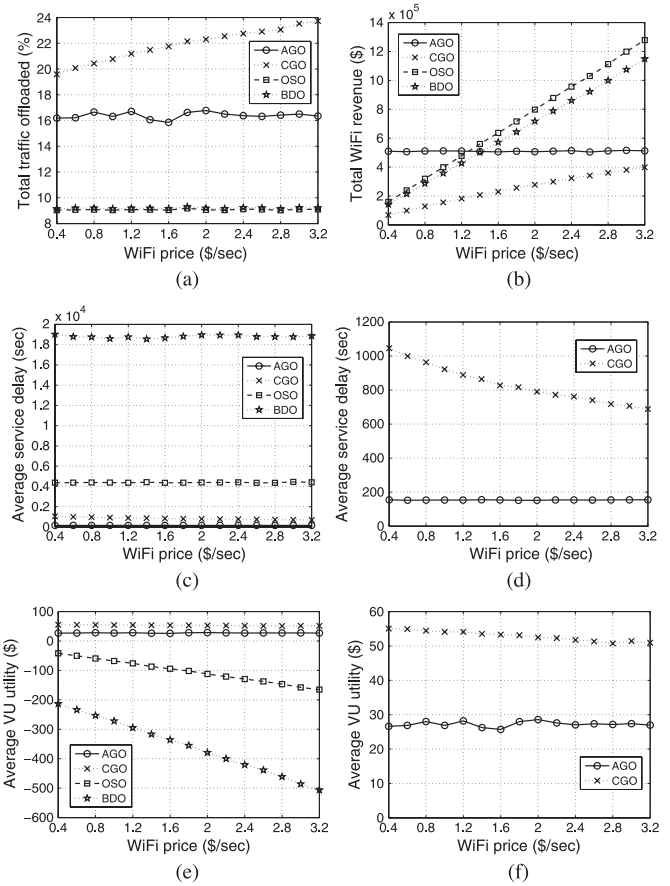 24
22
20
18
16
14
12
10
8
Total traffic offloaded (%)
AGO
CGO
OSO
BDO
0.4 0.8 1.2 1.6 2 2.4 2.8 3.2
WiFi price ($/sec)
(a)
x 10^5
14
12
10
8
6
4
2
0
Total WiFi revenue ($)
AGO
CGO
OSO
BDO
0.4 0.8 1.2 1.6 2 2.4 2.8 3.2
WiFi price ($/sec)
(b)
x 10^4
2
1.8
1.6
1.4
1.2
1
0.8
0.6
0.4
0.2
0
Average service delay (sec)
AGO
CGO
OSO
BDO
0.4 0.8 1.2 1.6 2 2.4 2.8 3.2
WiFi price ($/sec)
(c)
1200
1000
800
600
400
200
0
Average service delay (sec)
AGO
CGO
0.4 0.8 1.2 1.6 2 2.4 2.8 3.2
WiFi price ($/sec)
(d)
100
0
−100
−200
−300
−400
−500
−600
Average VU utility ($)
AGO
CGO
OSO
BDO
0.4 0.8 1.2 1.6 2 2.4 2.8 3.2
WiFi price ($/sec)
(e)
60
50
40
30
20
10
0
Average VU utility ($)
AGO
CGO
0.4 0.8 1.2 1.6 2 2.4 2.8 3.2
WiFi price ($/sec)
(f)